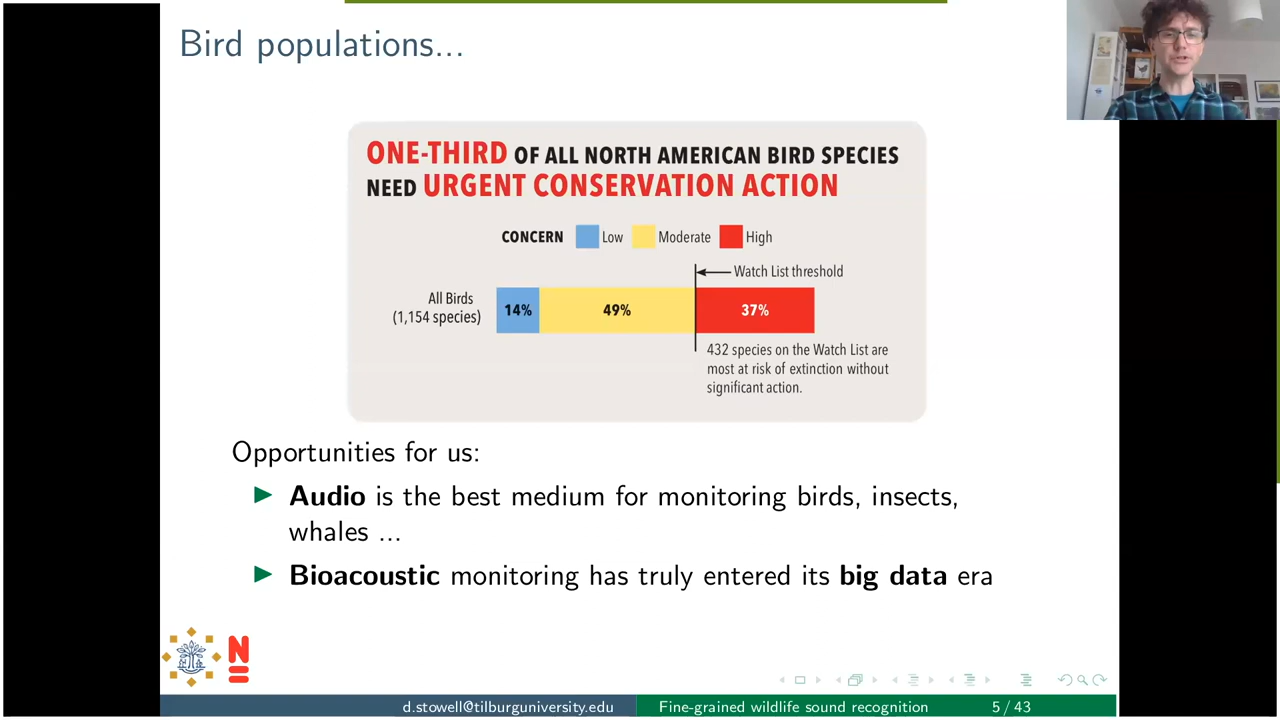 Bird populations...
ONE-THIRD OF ALL NORTH AMERICAN BIRD SPECIES
NEED URGENT CONSERVATION ACTION
CONCERN Low Moderate High
Watch List threshold
All Birds
(1,154 species)
14% 49% 37%
432 species on the Watch List are
most at risk of extinction without
significant action.
Opportunities for us:
Audio is the best medium for monitoring birds, insects,
whales ...
Bioacoustic monitoring has truly entered its big data era
N
d.stowell@tilburguniversity.edu Fine-grained wildlife sound recognition 5 / 43